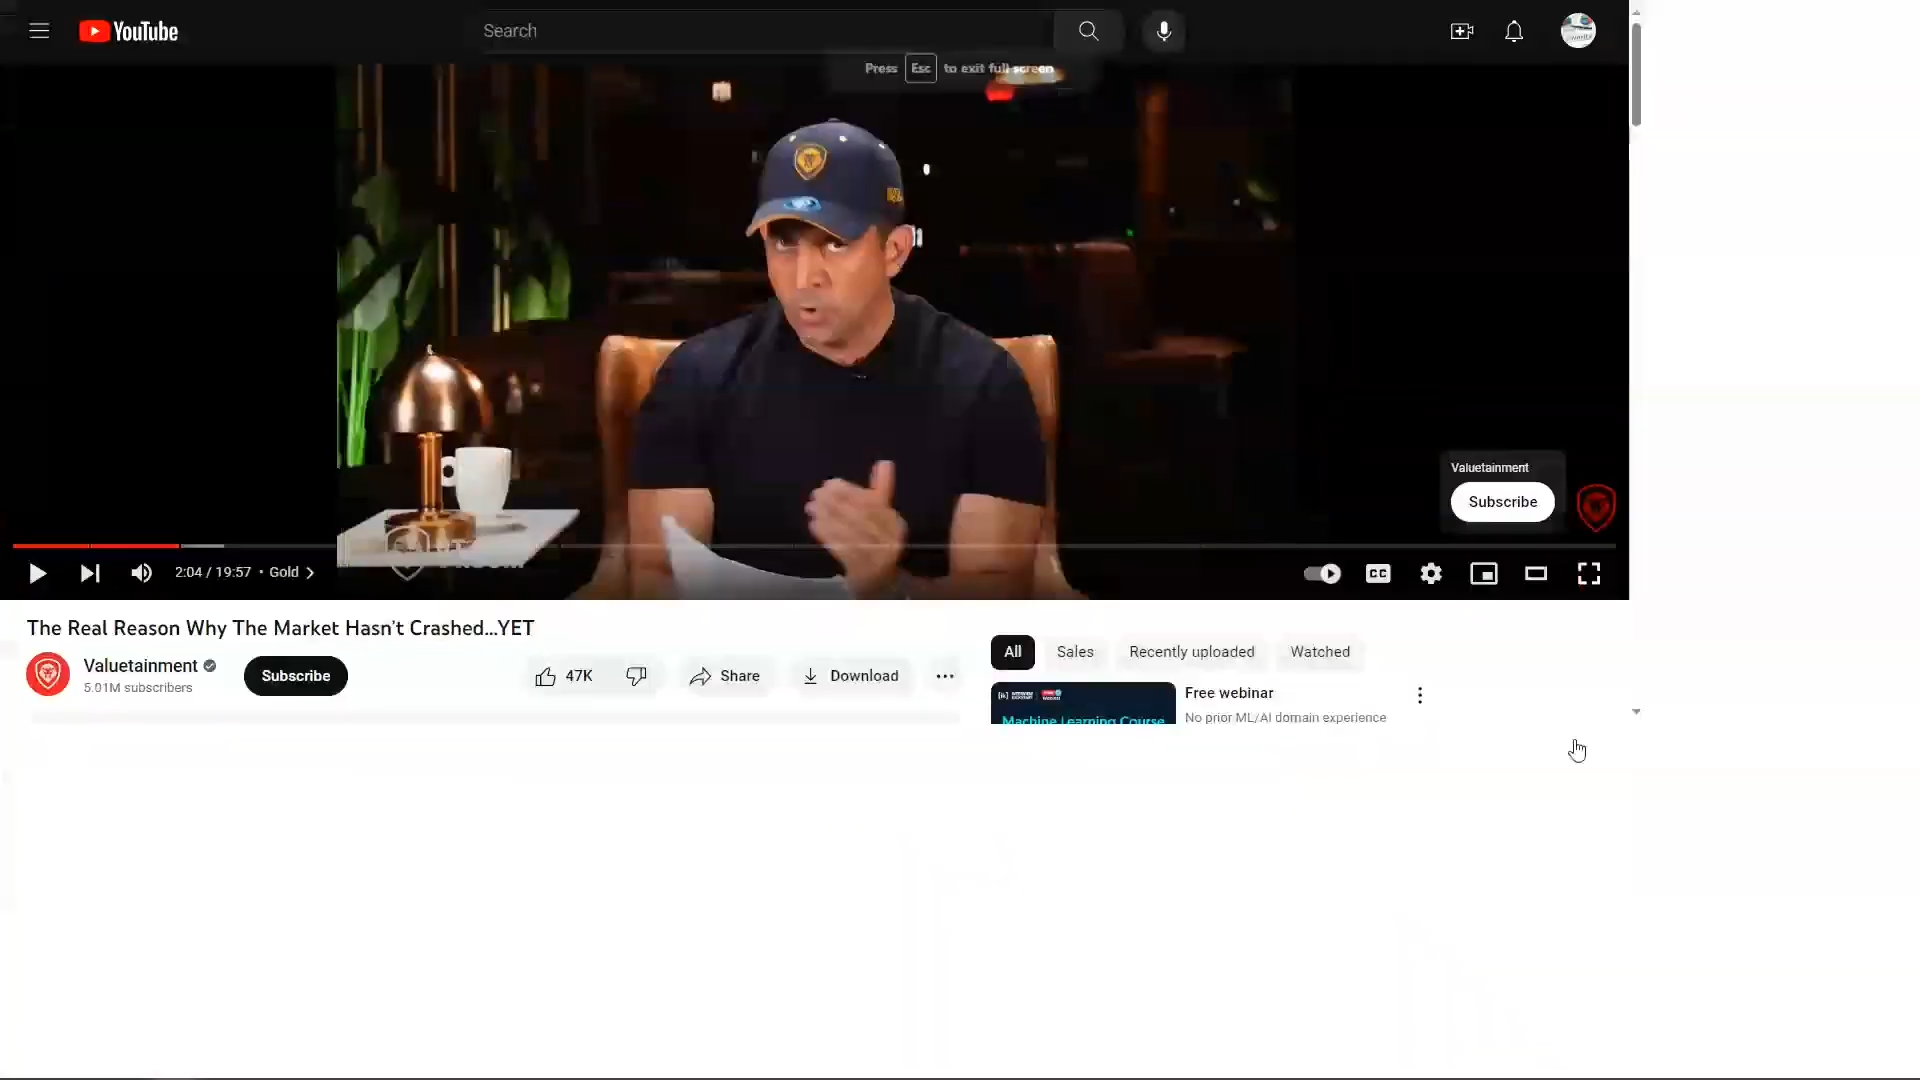 YouTube
Search
Press Esc to exit full screen
Valuetainment
Subscribe
2:04 / 19:57 • Gold
CC
The Real Reason Why The Market Hasn't Crashed...YET
Valuetainment
5.01M subscribers
Subscribe
47K
Share
Download
All
Sales
Recently uploaded
Watched
Machine Learning Course
Free webinar
No prior ML/AI domain experience